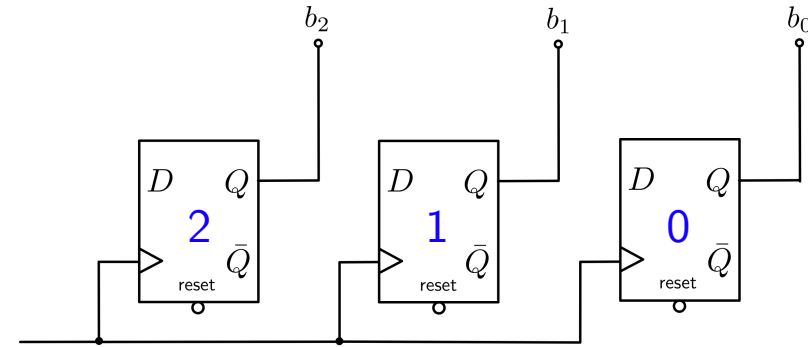 b₂ b₁ b₀
D Q D Q D Q
2 1 0
Q̄ Q̄ Q̄
reset reset reset